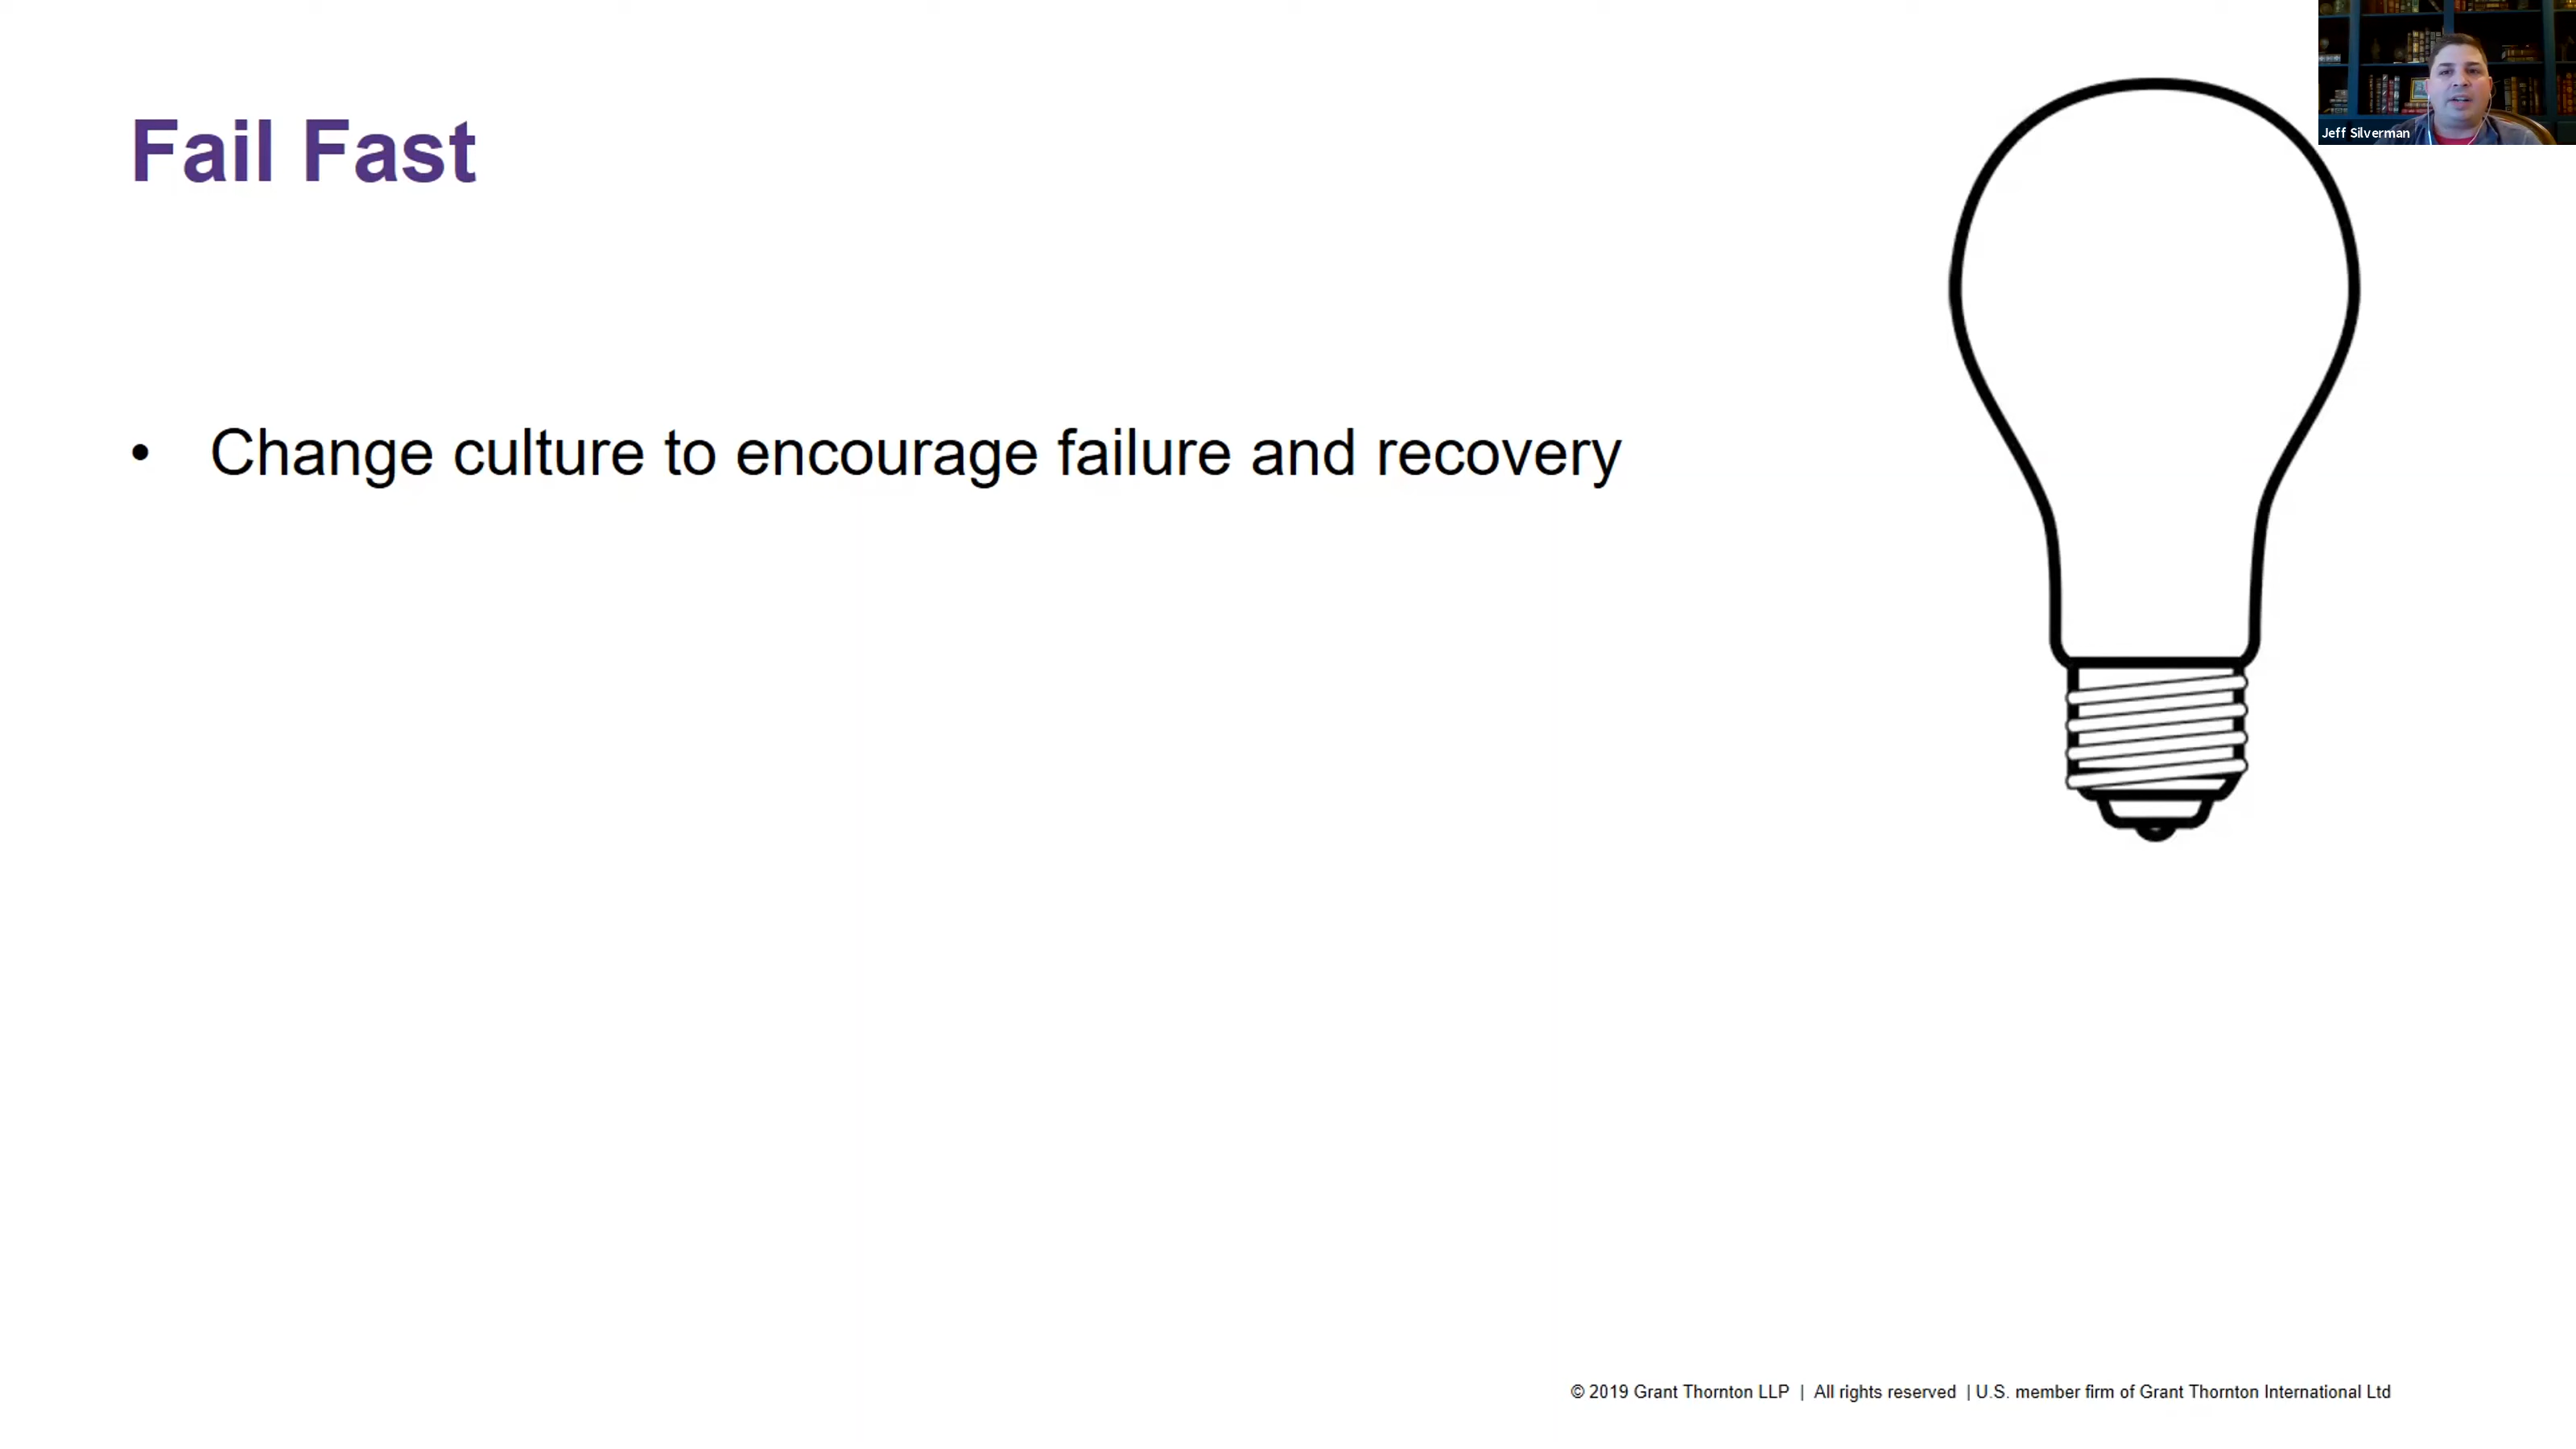 Fail Fast
Jeff Silverman
• Change culture to encourage failure and recovery
© 2019 Grant Thornton LLP | All rights reserved | U.S. member firm of Grant Thornton International Ltd